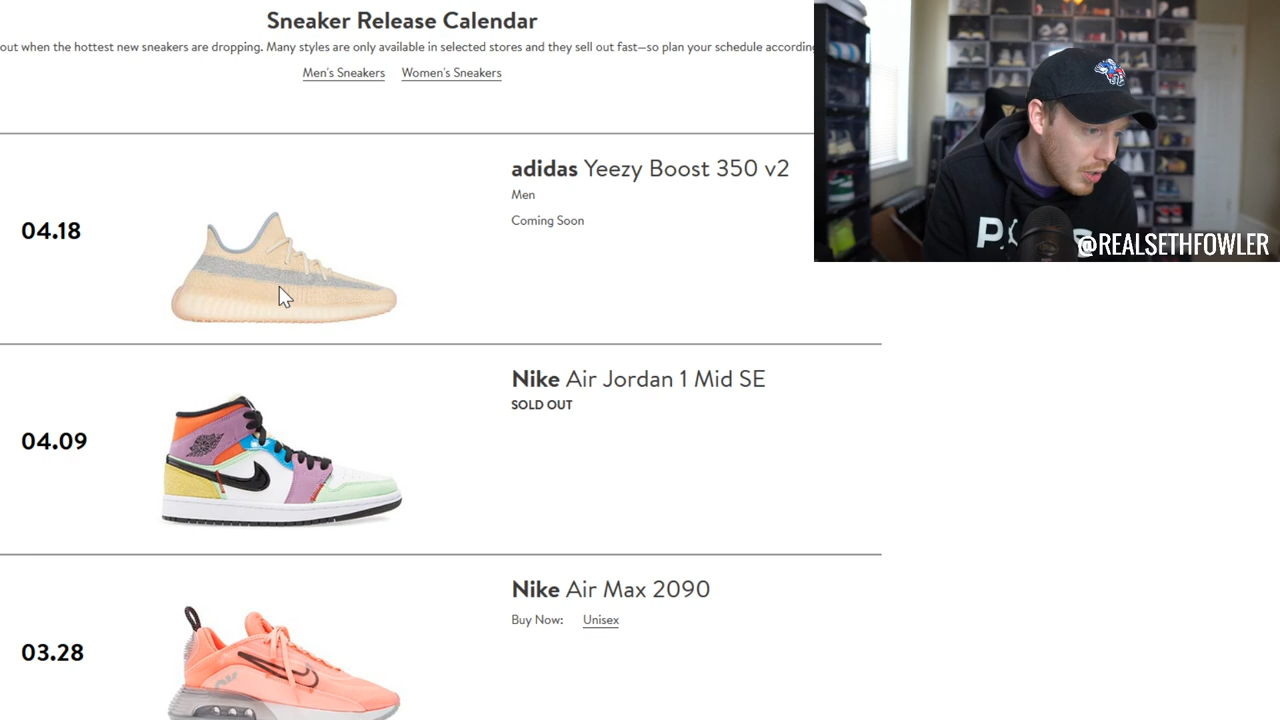 Sneaker Release Calendar
out when the hottest new sneakers are dropping. Many styles are only available in selected stores and they sell out fast—so plan your schedule
Men's Sneakers Women's Sneakers
04.18
adidas Yeezy Boost 350 v2
Men
Coming Soon
@REALSETHFOWLER
04.09
Nike Air Jordan 1 Mid SE
SOLD OUT
03.28
Nike Air Max 2090
Buy Now: Unisex